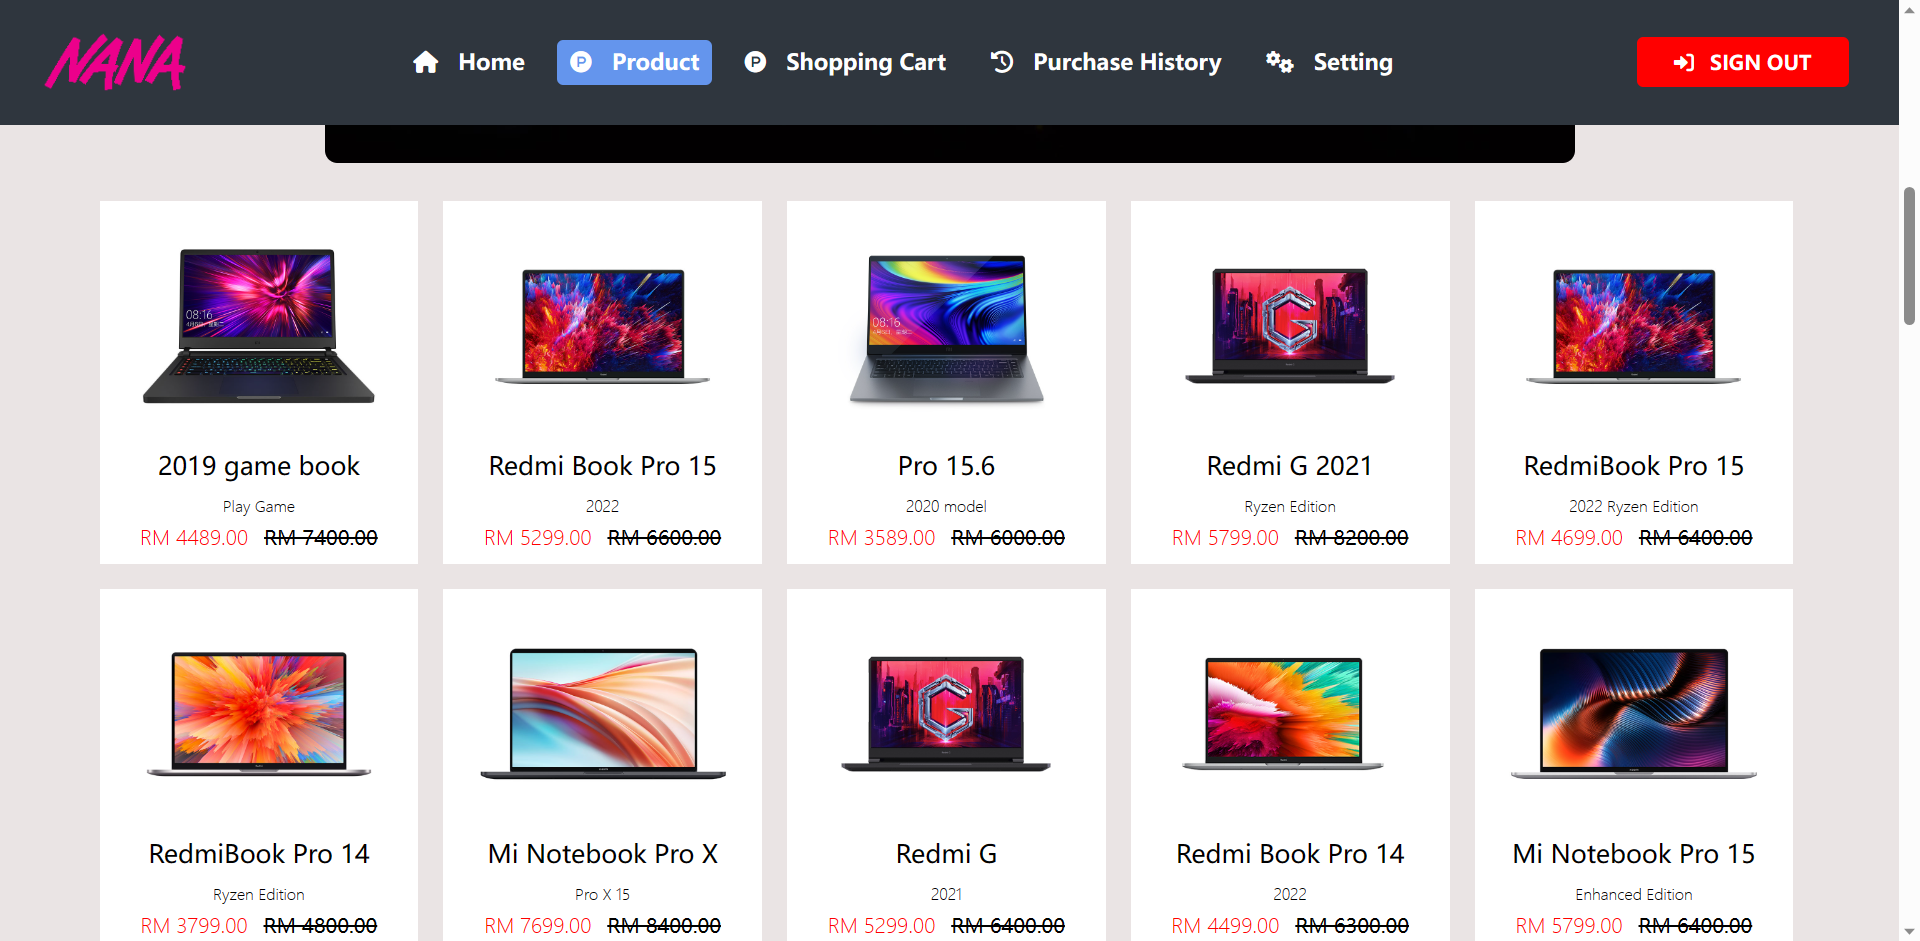 NANA
Home
Product
Shopping Cart
Purchase History
Setting
SIGN OUT
08:16
08:16
2019 game book
Redmi Book Pro 15
Pro 15.6
Redmi G 2021
RedmiBook Pro 15
Play Game
2022
2020 model
Ryzen Edition
2022 Ryzen Edition
RM 4489.00 RM 7400.00
RM 5299.00 RM 6600.00
RM 3589.00 RM 6000.00
RM 5799.00 RM 8200.00
RM 4699.00 RM 6400.00
RedmiBook Pro 14
Mi Notebook Pro X
Redmi G
Redmi Book Pro 14
Mi Notebook Pro 15
Ryzen Edition
Pro X 15
2021
2022
Enhanced Edition
RM 3799.00 RM 4800.00
RM 7699.00 RM 8400.00
RM 5299.00 RM 6400.00
RM 4499.00 RM 6300.00
RM 5799.00 RM 6400.00